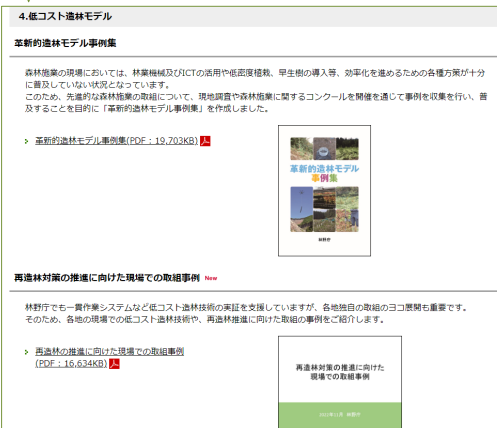 4.低コスト造林モデル
革新的造林モデル事例集
森林施業の現場においては、林業機械及びICTの活用や低密度植栽、早生樹の導入等、効率化を進めるための各種方策が十分
に普及していない状況となっています。
このため、先進的な森林施業の取組について、現地調査や森林施業に関するコンクールを開催を通じて事例を収集を行い、普
及することを目的に「革新的造林モデル事例集」を作成しました。
革新的造林モデル事例集(PDF：19,703KB)
革新的造林モデル
事例集
林野庁
再造林対策の推進に向けた現場での取組事例 New
林野庁でも一貫作業システムなど低コスト造林技術の実証を支援していますが、各地独自の取組のヨコ展開も重要です。
そのため、各地の現場での低コスト造林技術や、再造林推進に向けた取組の事例をご紹介します。
再造林の推進に向けた現場での取組事例
(PDF：16,634KB)
再造林対策の推進に向けた
現場での取組事例
林野庁